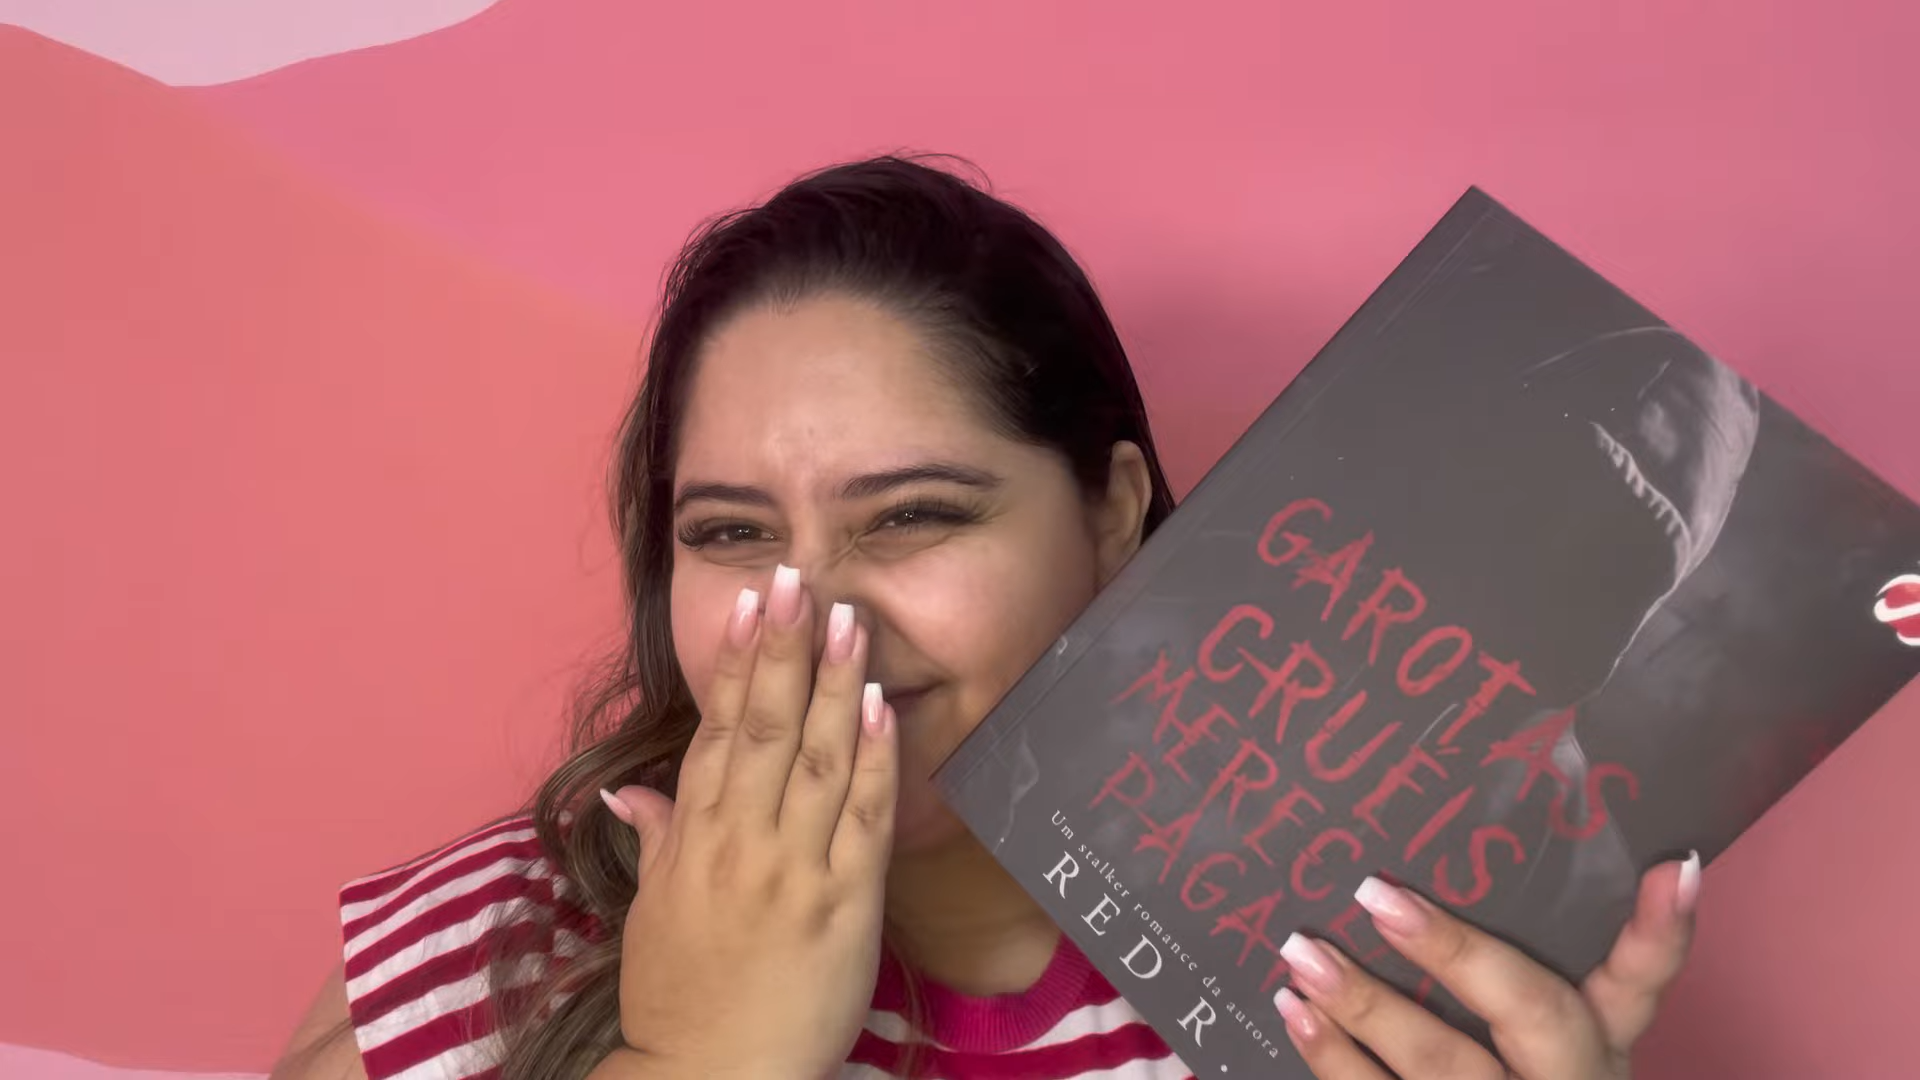 GAROTAS
CRUÉIS
MERECEM
PAGAR
Um stalker romance da autora
RED R.